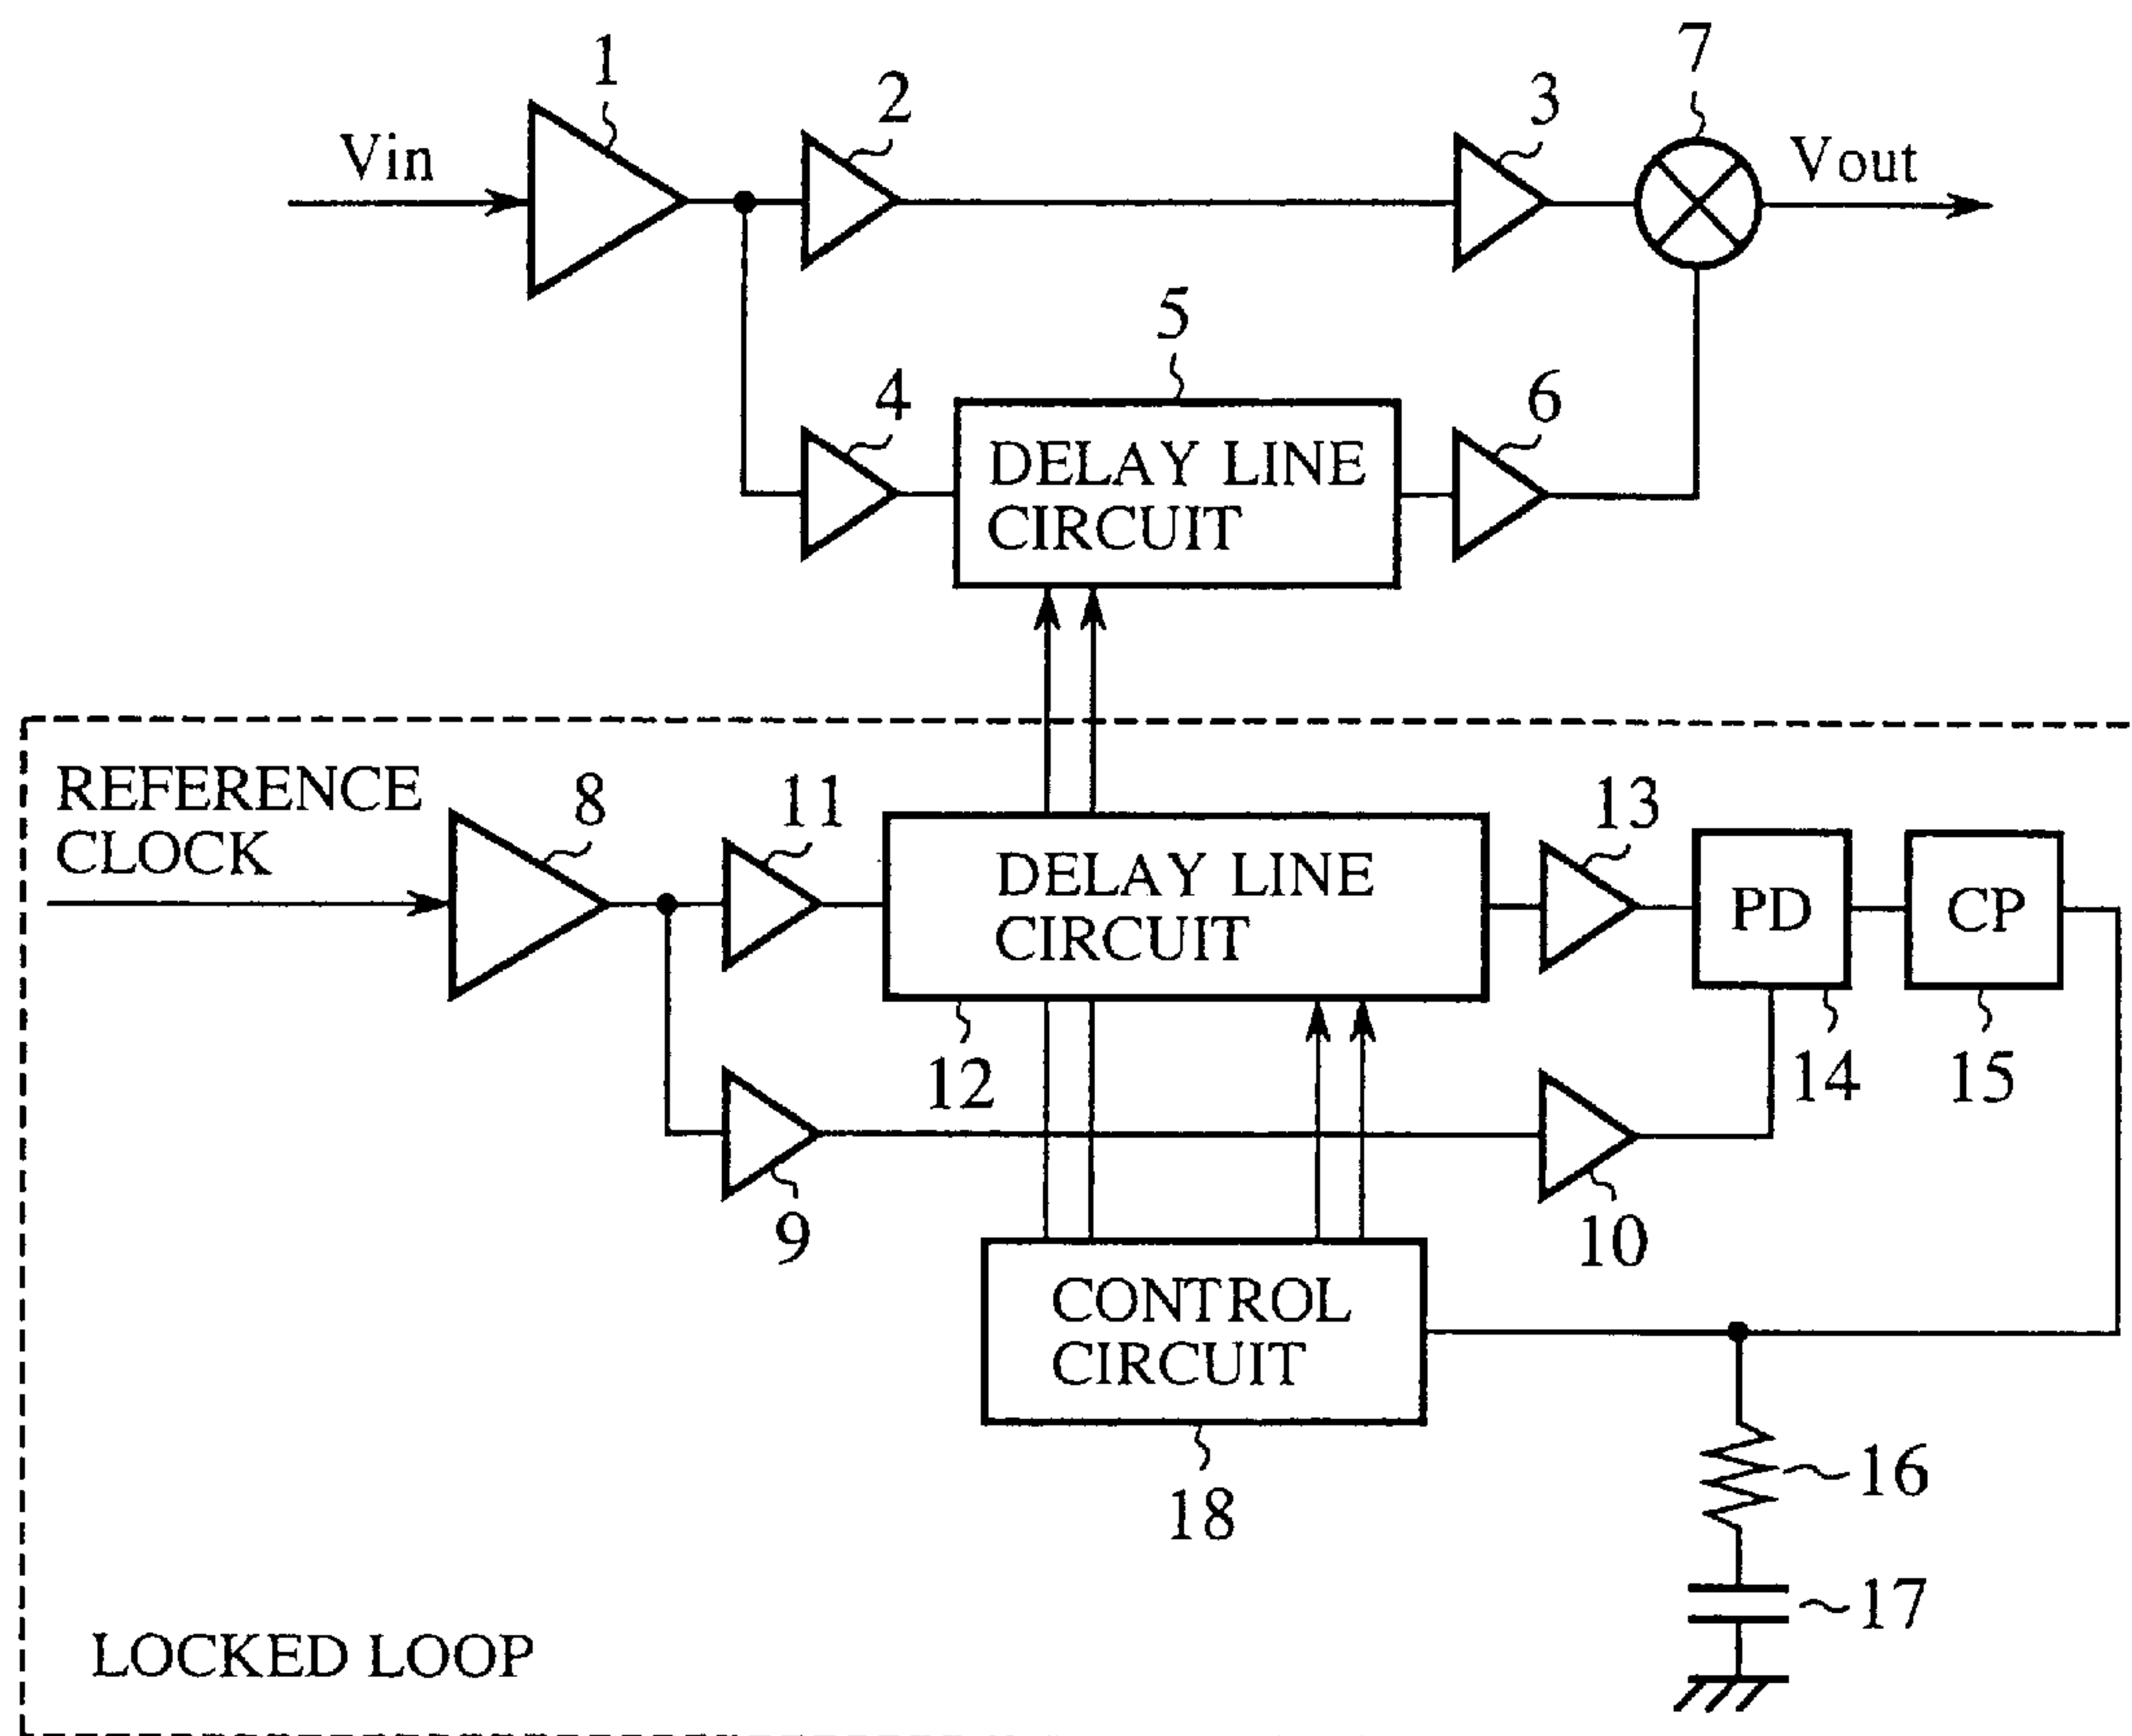 1
2
3
7
Vin
Vout
5
4
6
DELAY LINE
CIRCUIT
REFERENCE
CLOCK
8
11
13
DELAY LINE
CIRCUIT
PD
CP
12
14
15
9
10
CONTROL
CIRCUIT
18
16
17
LOCKED LOOP